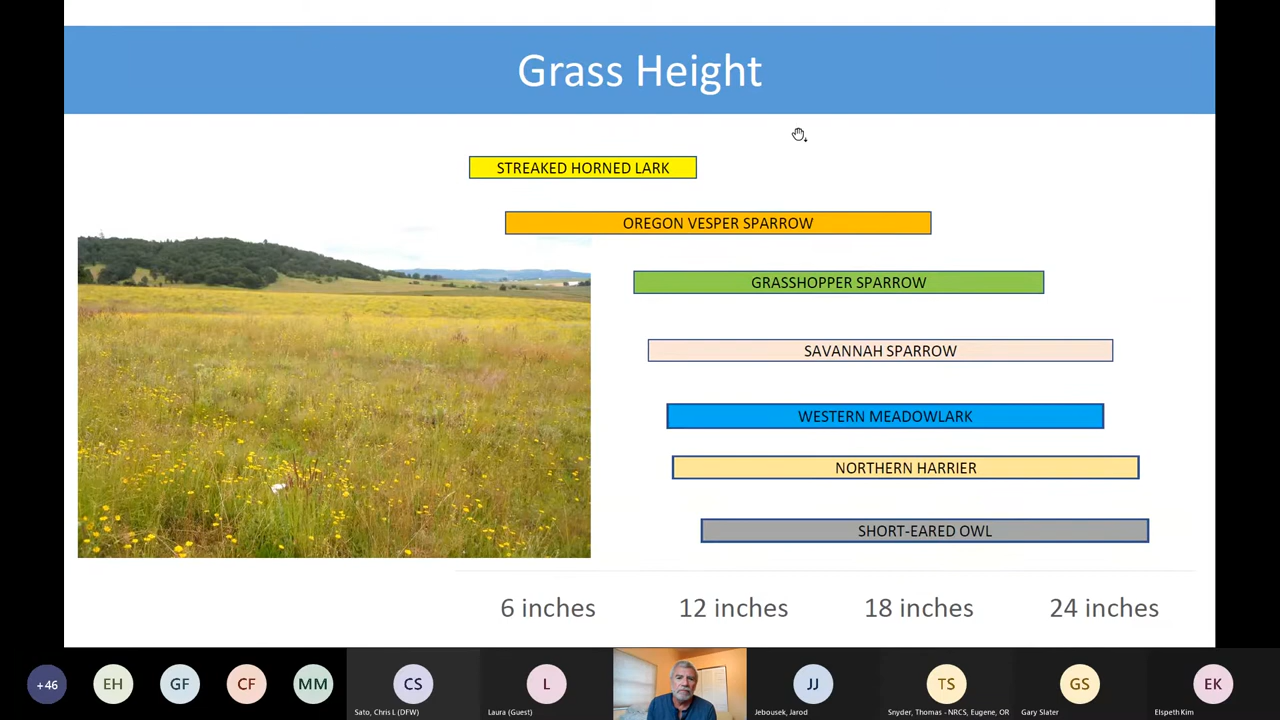 Grass Height
STREAKED HORNED LARK
OREGON VESPER SPARROW
GRASSHOPPER SPARROW
SAVANNAH SPARROW
WESTERN MEADOWLARK
NORTHERN HARRIER
SHORT-EARED OWL
6 inches 12 inches 18 inches 24 inches
+46 EH GF CF MM CS L JJ TS GS EK
Sato, Chris L (DFW) Laura (Guest) Jebousek, Jarod Snyder, Thomas - NRCS, Eugene, OR Gary Slater Elspeth Kim